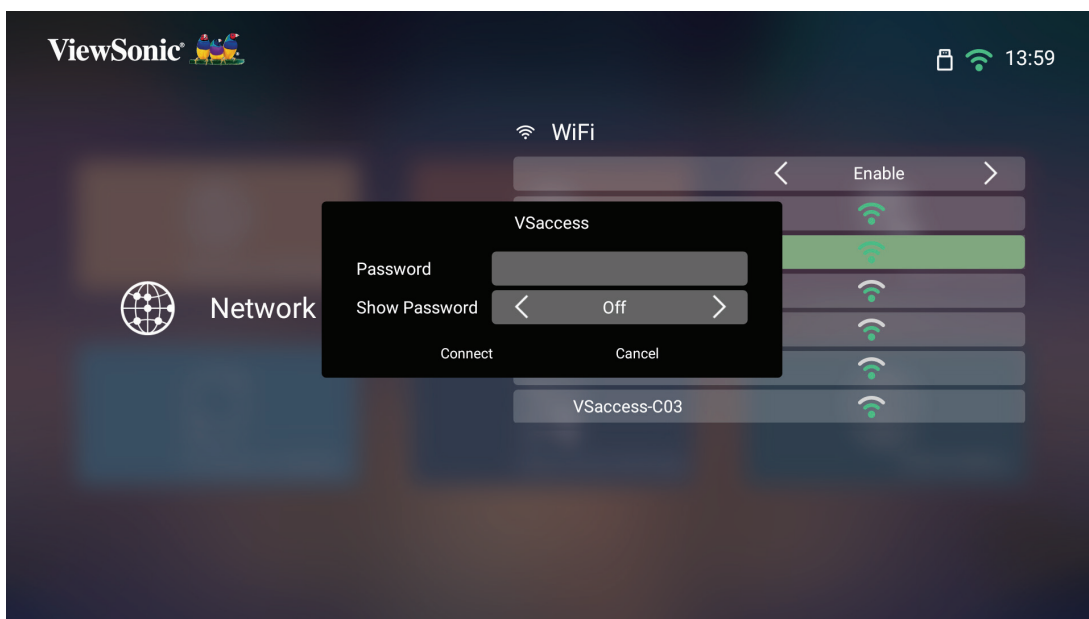 ViewSonic®
13:59
WiFi
Enable
VSaccess
Password
Network
Show Password
Off
Connect
Cancel
VSaccess-C03